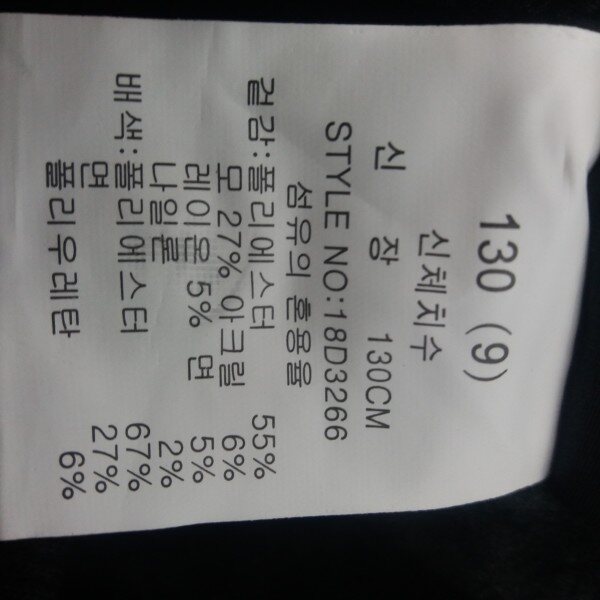 130 (9)
신체치수
신 장 130CM
STYLE NO:18D3266
섬유의 혼용율
겉감:폴리에스터 55%
모 27% 아크릴 6%
레이온 5% 면 5%
나일론 2%
배색:폴리에스터 67%
면 27%
폴리우레탄 6%